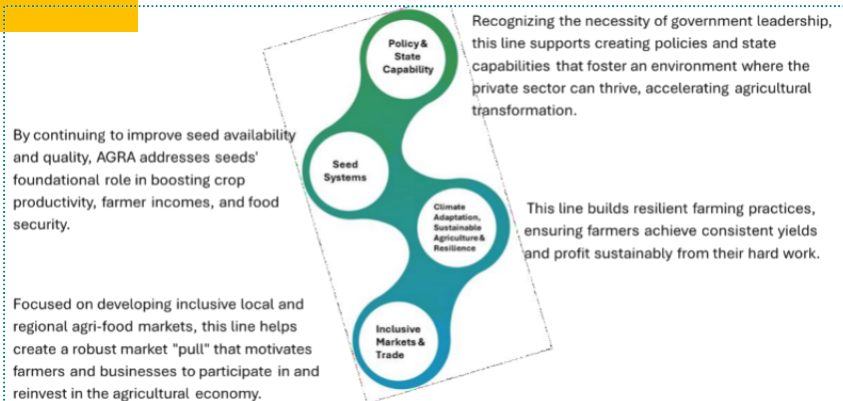 Policy &
State
Capability
Recognizing the necessity of government leadership,
this line supports creating policies and state
capabilities that foster an environment where the
private sector can thrive, accelerating agricultural
transformation.
By continuing to improve seed availability
and quality, AGRA addresses seeds'
foundational role in boosting crop
productivity, farmer incomes, and food
security.
Seed
Systems
Climate
Adaptation,
Sustainable
Agriculture &
Resilience
This line builds resilient farming practices,
ensuring farmers achieve consistent yields
and profit sustainably from their hard work.
Focused on developing inclusive local and
regional agri-food markets, this line helps
create a robust market "pull" that motivates
farmers and businesses to participate in and
reinvest in the agricultural economy.
Inclusive
Markets &
Trade